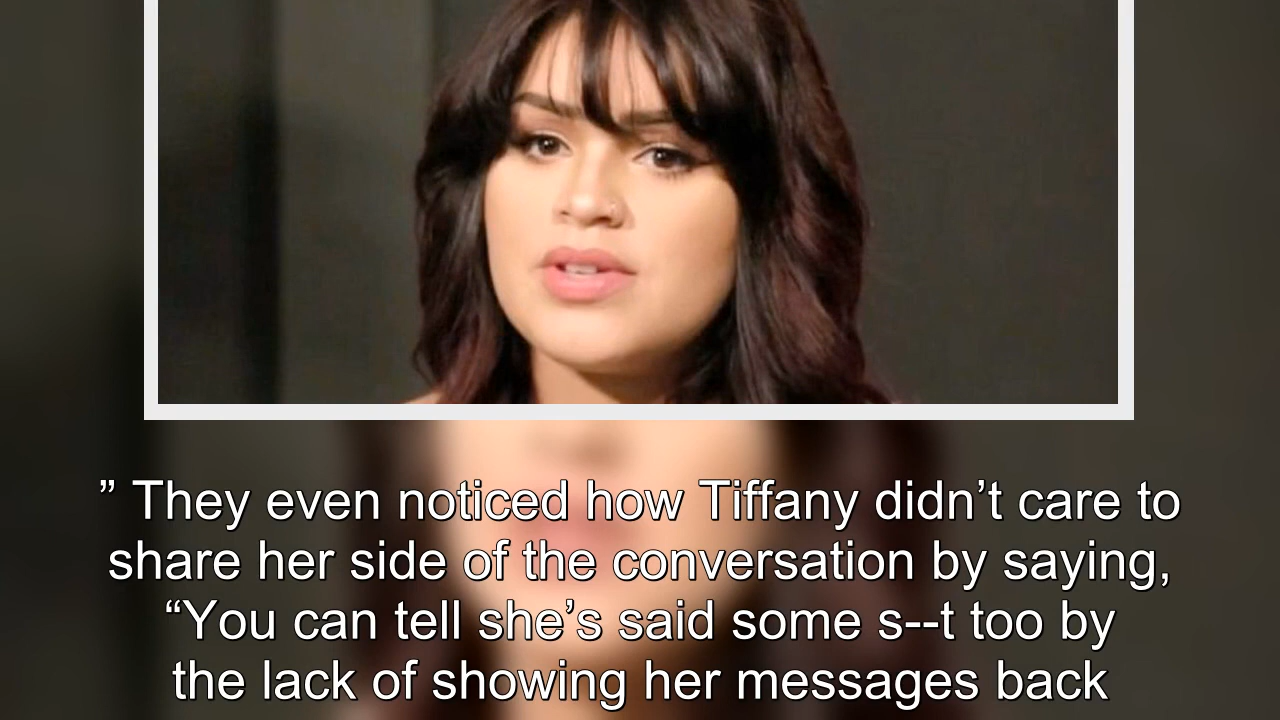 ” They even noticed how Tiffany didn’t care to
share her side of the conversation by saying,
“You can tell she’s said some s--t too by
the lack of showing her messages back